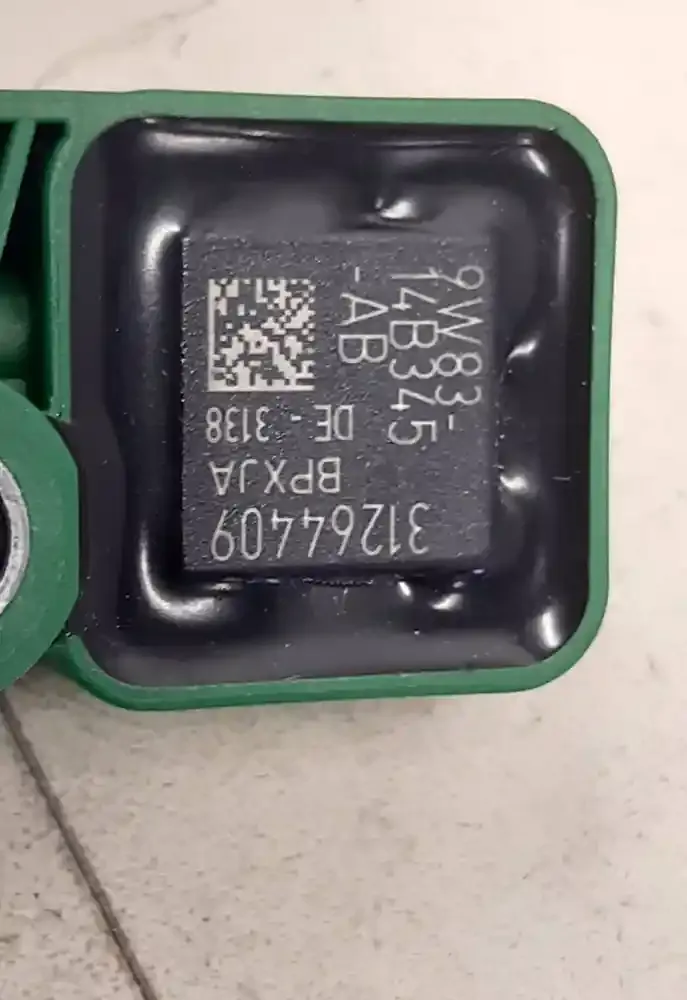 31264409
BPXJA
DE - 3138
9W83-
14B345
-AB